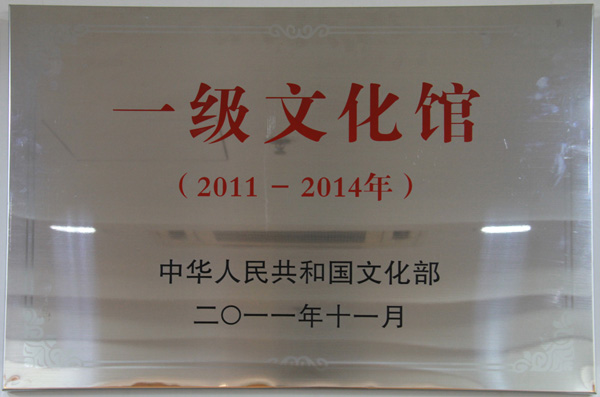 一级文化馆
（2011－2014年）
中华人民共和国文化部
二〇一一年十一月